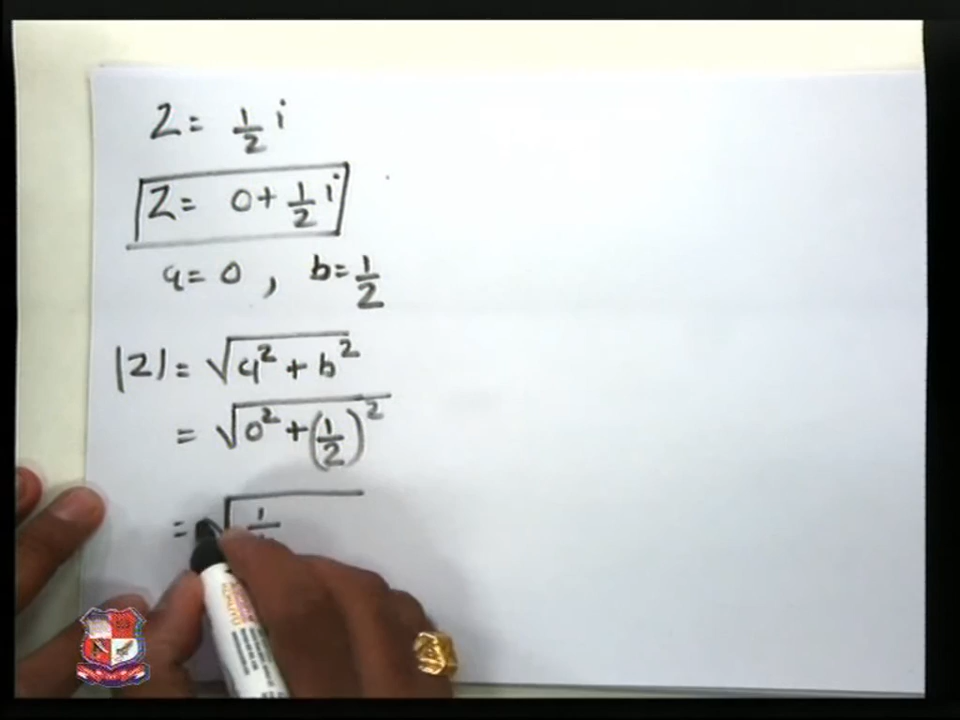 Z = 1/2 i
Z = 0 + 1/2 i
a = 0 , b = 1/2
|Z| = √(a² + b²)
= √(0² + (1/2)²)
= √(1